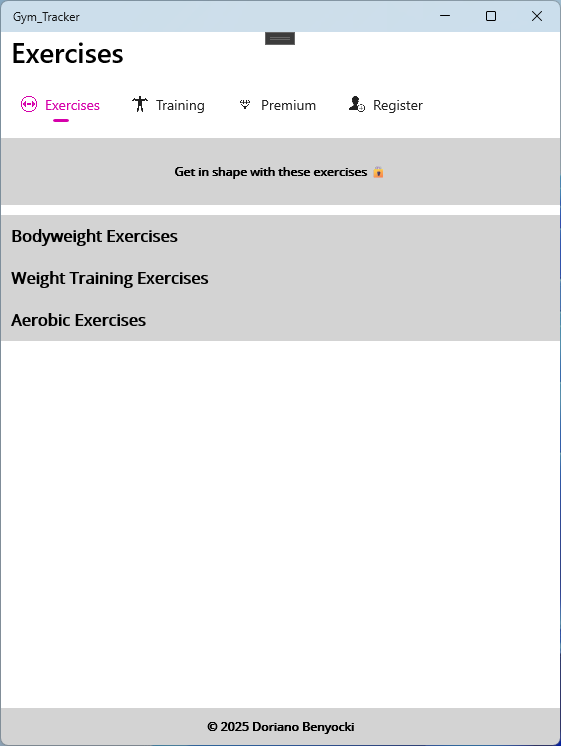 Gym_Tracker
Exercises
Exercises Training Premium Register
Get in shape with these exercises 🔒
Bodyweight Exercises
Weight Training Exercises
Aerobic Exercises
© 2025 Doriano Benyocki